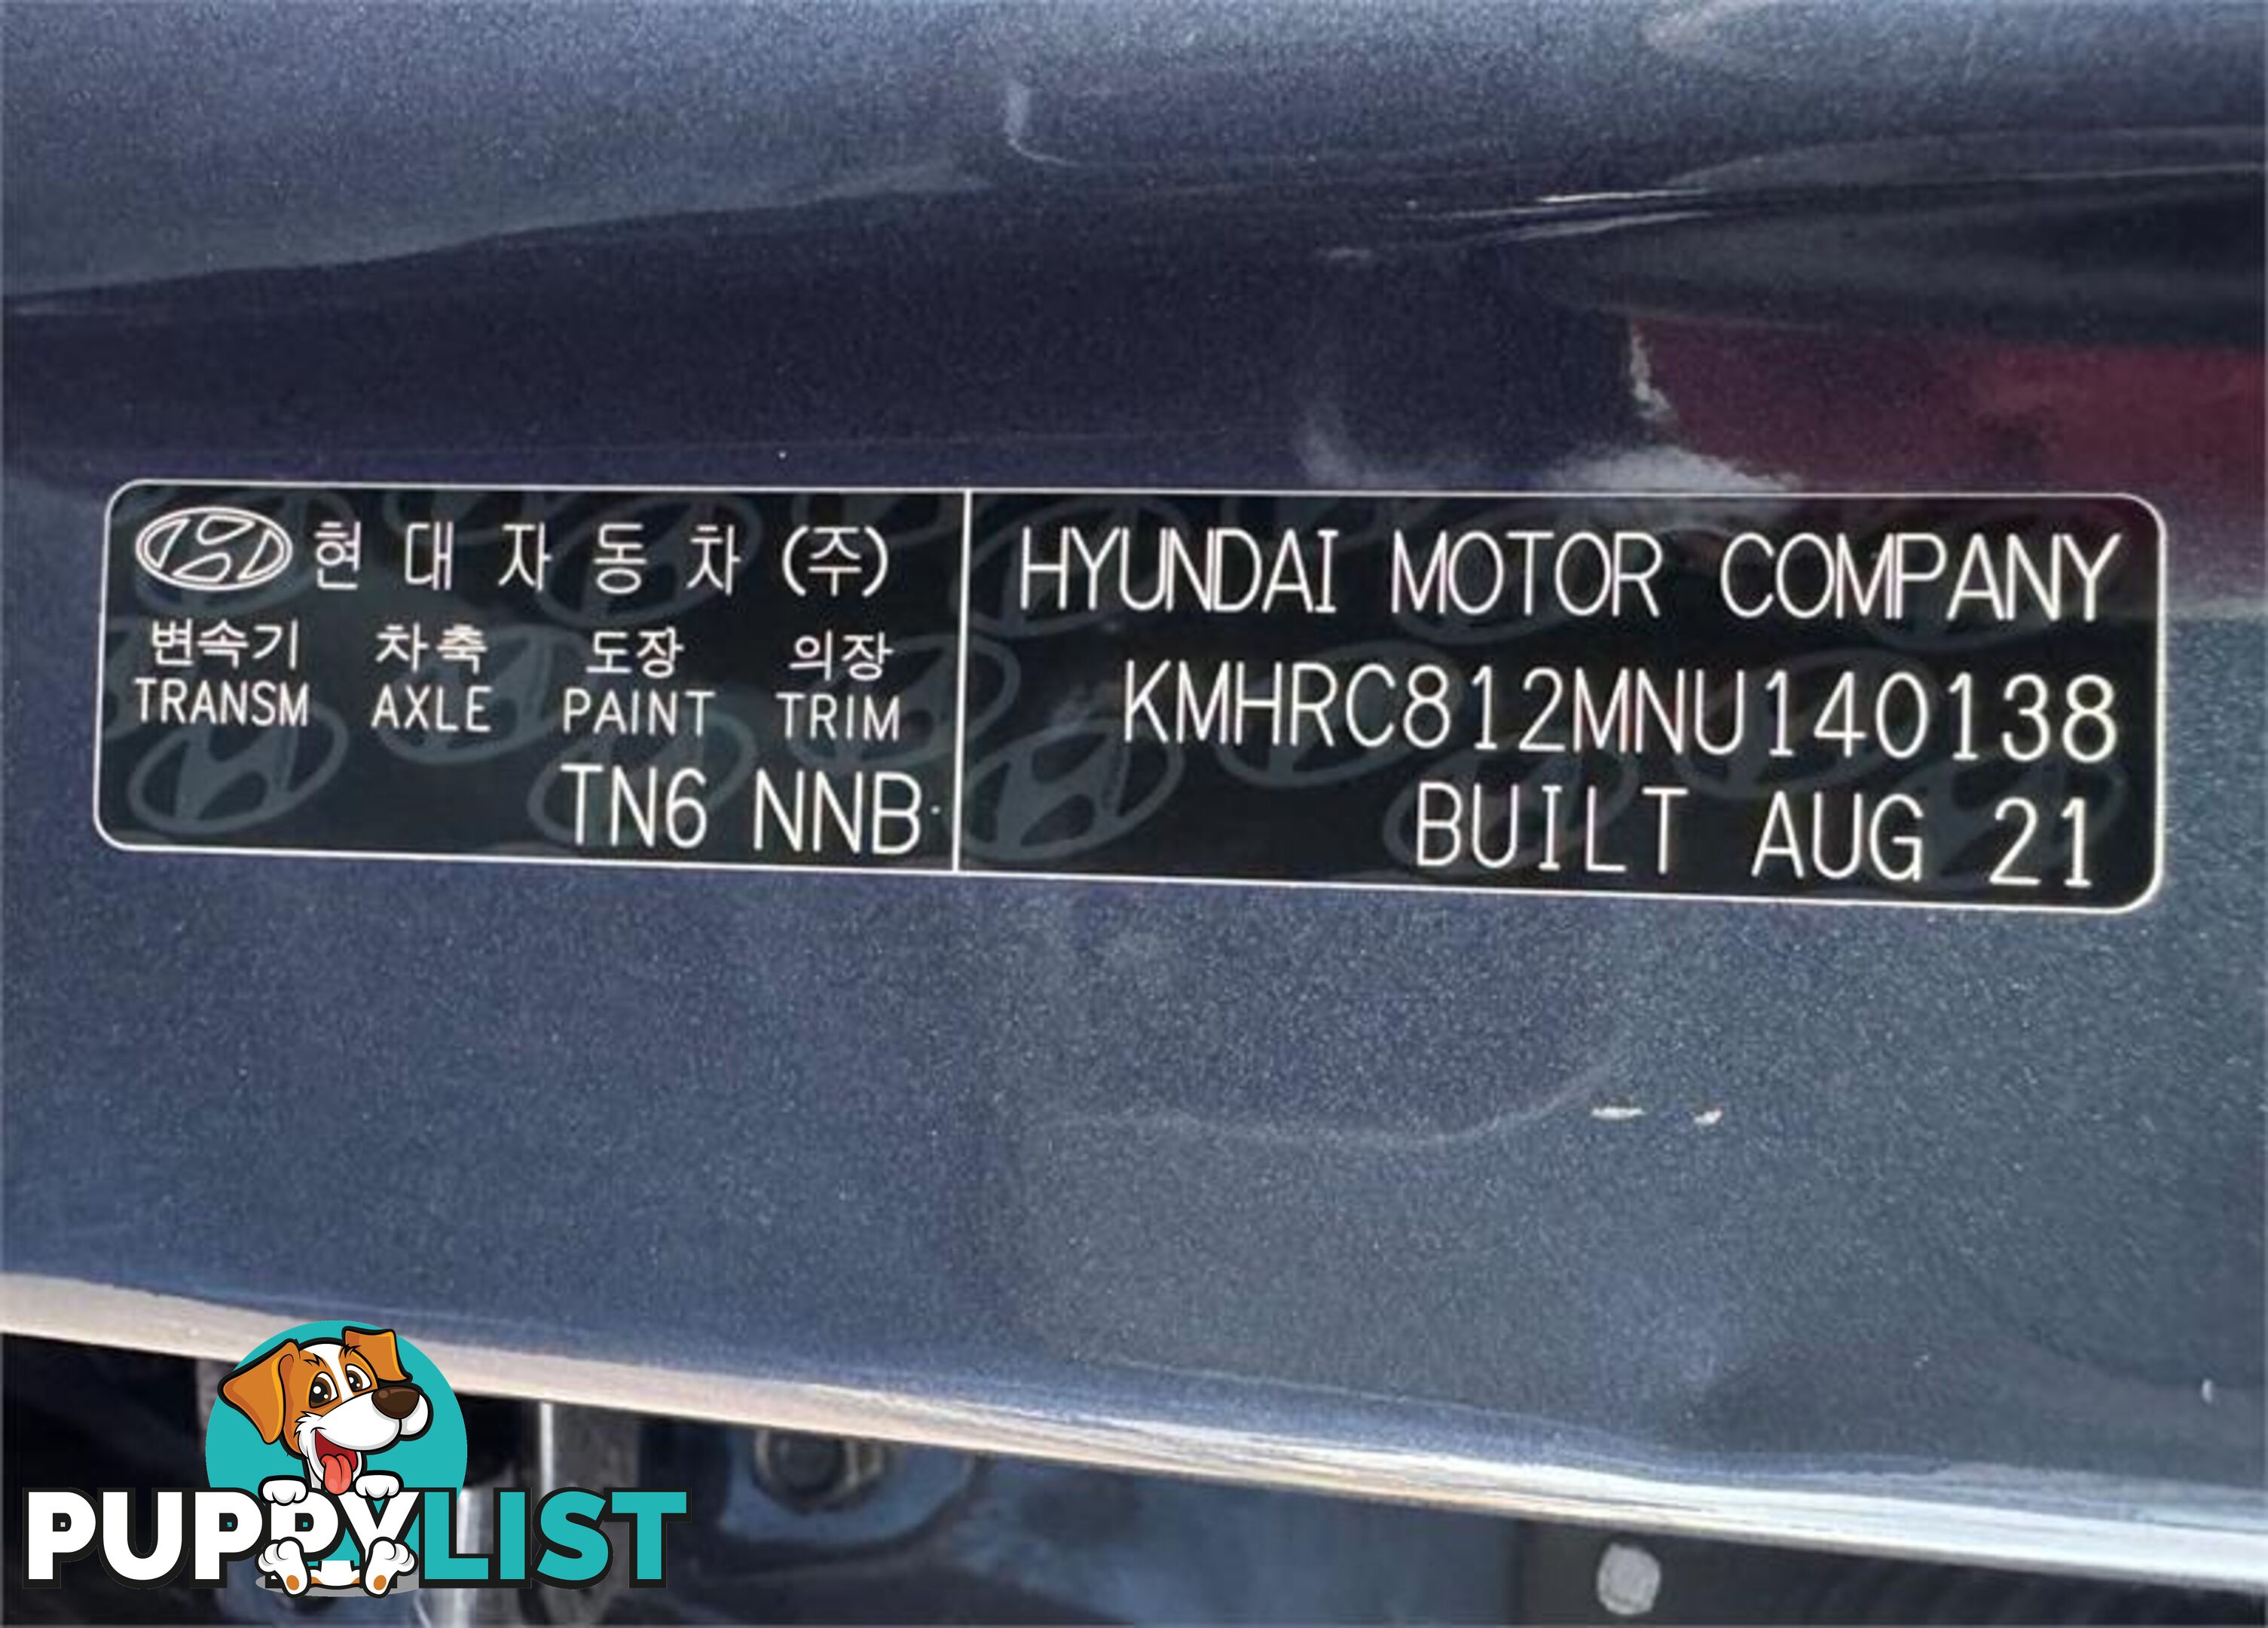 현대자동차(주)
변속기 차축 도장 의장
TRANSM AXLE PAINT TRIM
TN6 NNB
HYUNDAI MOTOR COMPANY
KMHRC812MNU140138
BUILT AUG 21
PUPPYLIST